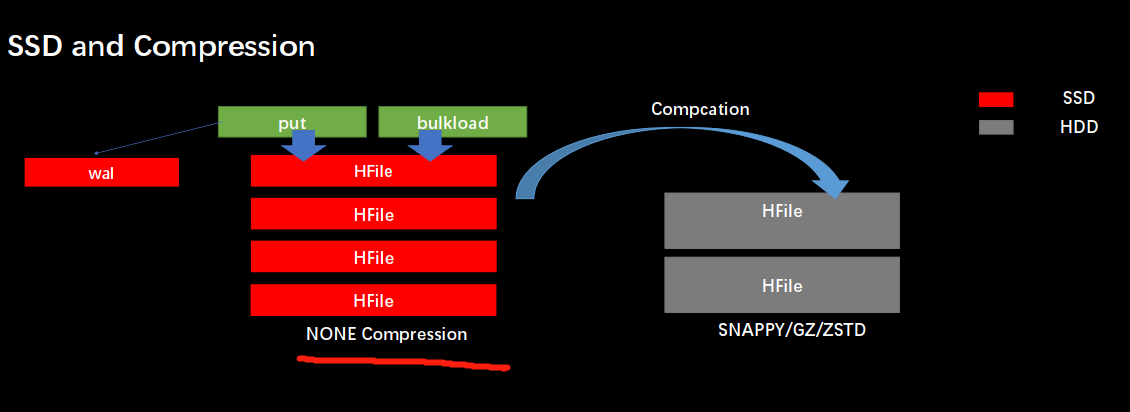 SSD and Compression
put
bulkload
Compcation
SSD
HDD
wal
HFile
HFile
HFile
HFile
NONE Compression
HFile
HFile
SNAPPY/GZ/ZSTD